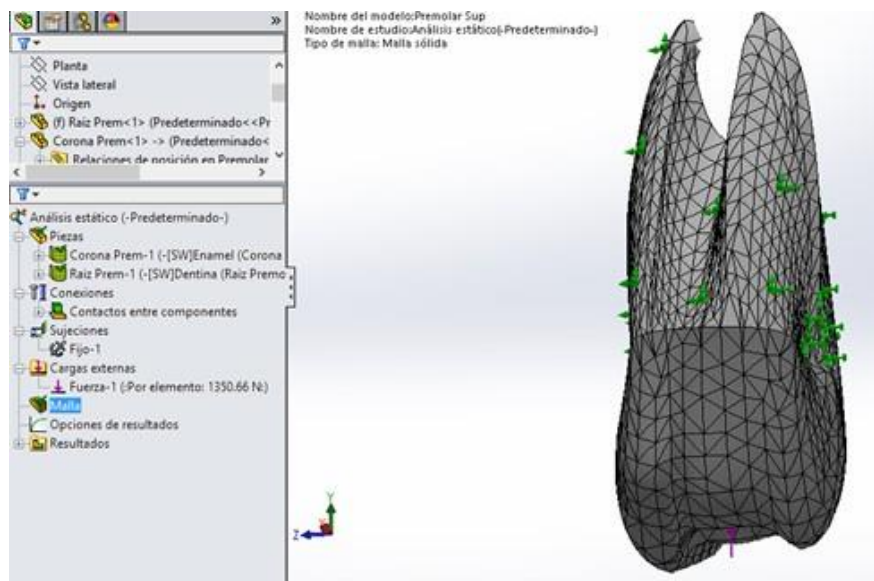 Nombre del modelo:Premolar Sup
Nombre de estudio:Análisis estático(-Predeterminado-)
Tipo de malla: Malla sólida
Planta
Vista lateral
Origen
(f) Raiz Prem<1> (Predeterminado<<Pr
Corona Prem<1> -> (Predeterminado<
Relaciones de posición en Premolar
Análisis estático (-Predeterminado-)
Piezas
Corona Prem-1 (-[SW]Enamel (Corona
Raiz Prem-1 (-[SW]Dentina (Raiz Premo
Conexiones
Contactos entre componentes
Sujeciones
Fijo-1
Cargas externas
Fuerza-1 (:Por elemento: 1350.66 N:)
Malla
Opciones de resultados
Resultados
Y
Z